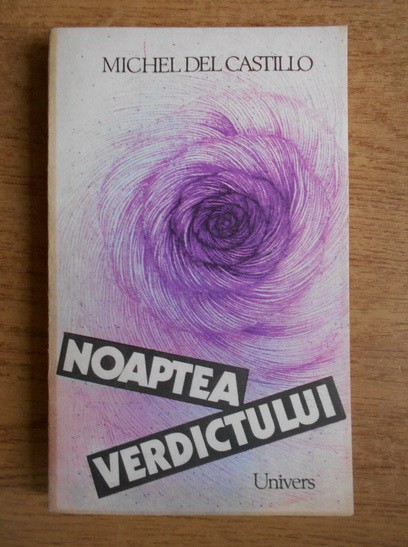 MICHEL DEL CASTILLO
NOAPTEA
VERDICTULUI
Univers